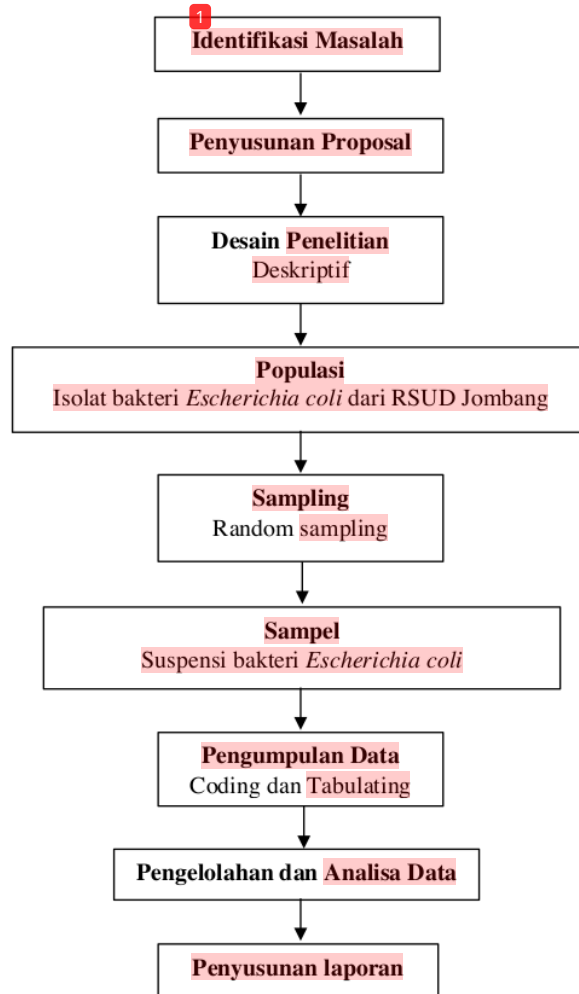 1
Identifikasi Masalah
Penyusunan Proposal
Desain Penelitian
Deskriptif
Populasi
Isolat bakteri Escherichia coli dari RSUD Jombang
Sampling
Random sampling
Sampel
Suspensi bakteri Escherichia coli
Pengumpulan Data
Coding dan Tabulating
Pengelolahan dan Analisa Data
Penyusunan laporan